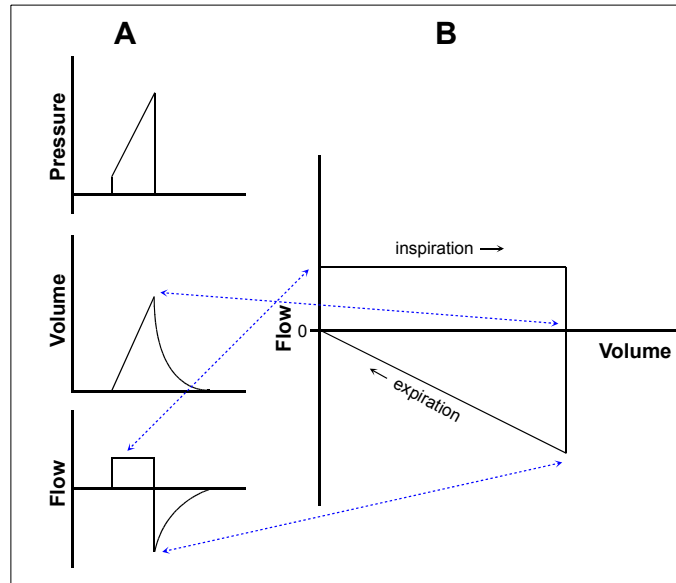 A
B
Pressure
Volume
Flow
inspiration
Flow
0
Volume
expiration